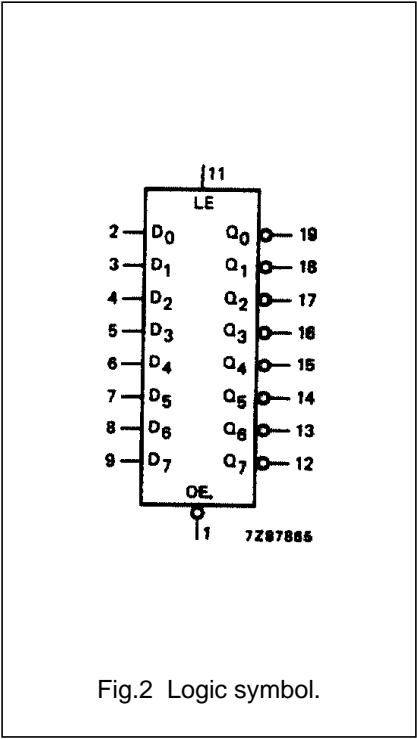 11
LE
2 D0 Q0 19
3 D1 Q1 18
4 D2 Q2 17
5 D3 Q3 16
6 D4 Q4 15
7 D5 Q5 14
8 D6 Q6 13
9 D7 Q7 12
OE.
1 7Z87865
Fig.2 Logic symbol.